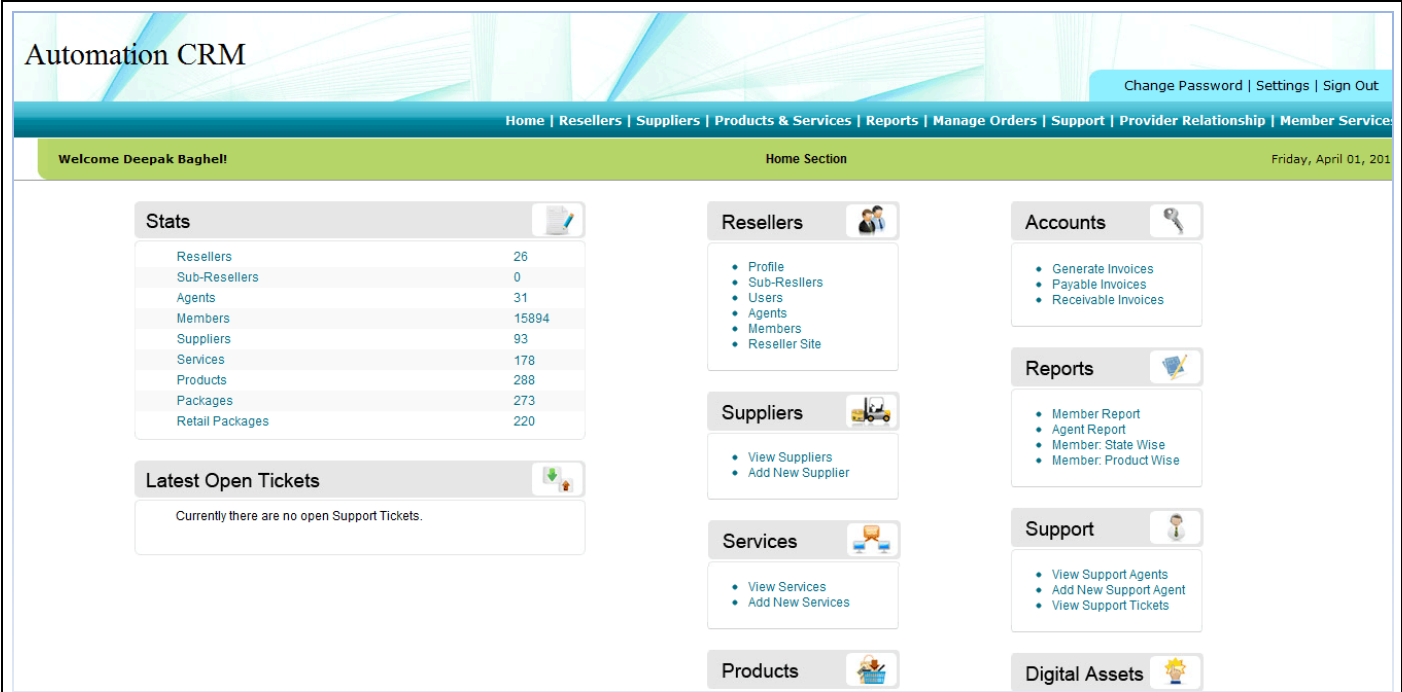 Automation CRM
Change Password | Settings | Sign Out
Home | Resellers | Suppliers | Products & Services | Reports | Manage Orders | Support | Provider Relationship | Member Service
Welcome Deepak Baghel!
Home Section
Friday, April 01, 201
Stats
Resellers 26
Sub-Resellers 0
Agents 31
Members 15894
Suppliers 93
Services 178
Products 288
Packages 273
Retail Packages 220
Latest Open Tickets
Currently there are no open Support Tickets.
Resellers
Profile
Sub-Resllers
Users
Agents
Members
Reseller Site
Suppliers
View Suppliers
Add New Supplier
Services
View Services
Add New Services
Products
Accounts
Generate Invoices
Payable Invoices
Receivable Invoices
Reports
Member Report
Agent Report
Member: State Wise
Member: Product Wise
Support
View Support Agents
Add New Support Agent
View Support Tickets
Digital Assets